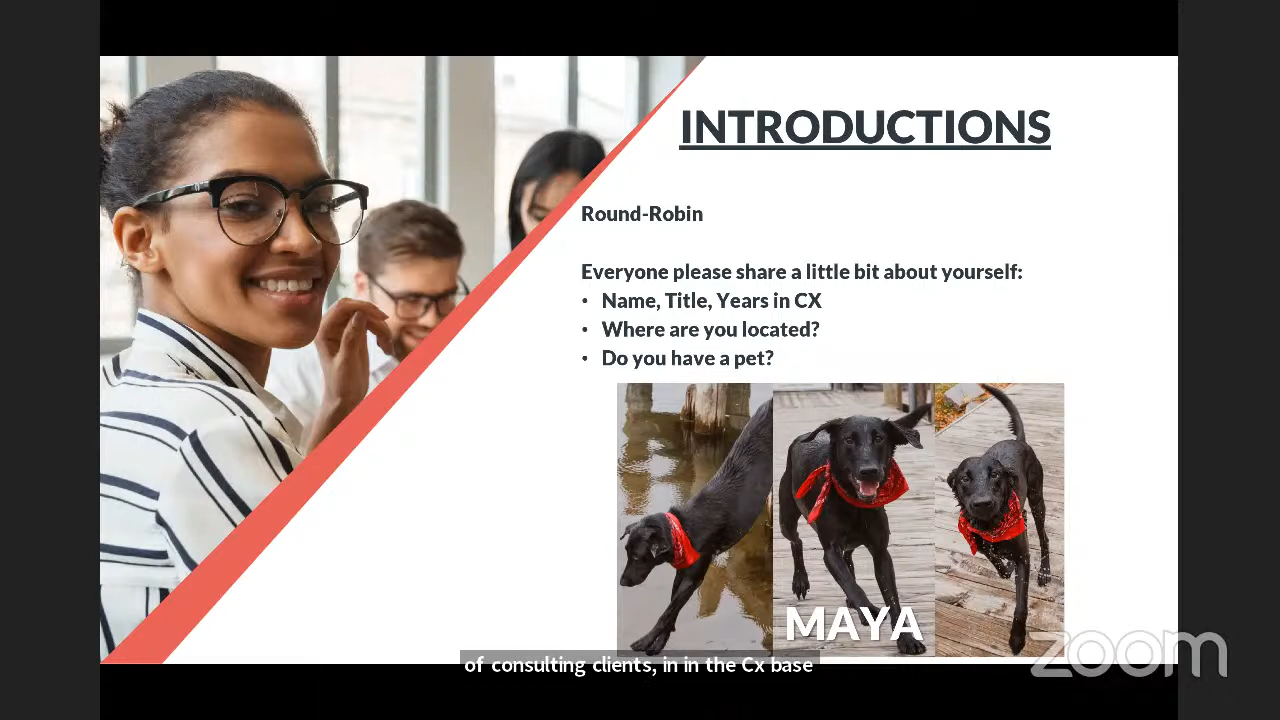 INTRODUCTIONS
Round-Robin
Everyone please share a little bit about yourself:
• Name, Title, Years in CX
• Where are you located?
• Do you have a pet?
MAYA
of consulting clients, in in the Cx base
zoom